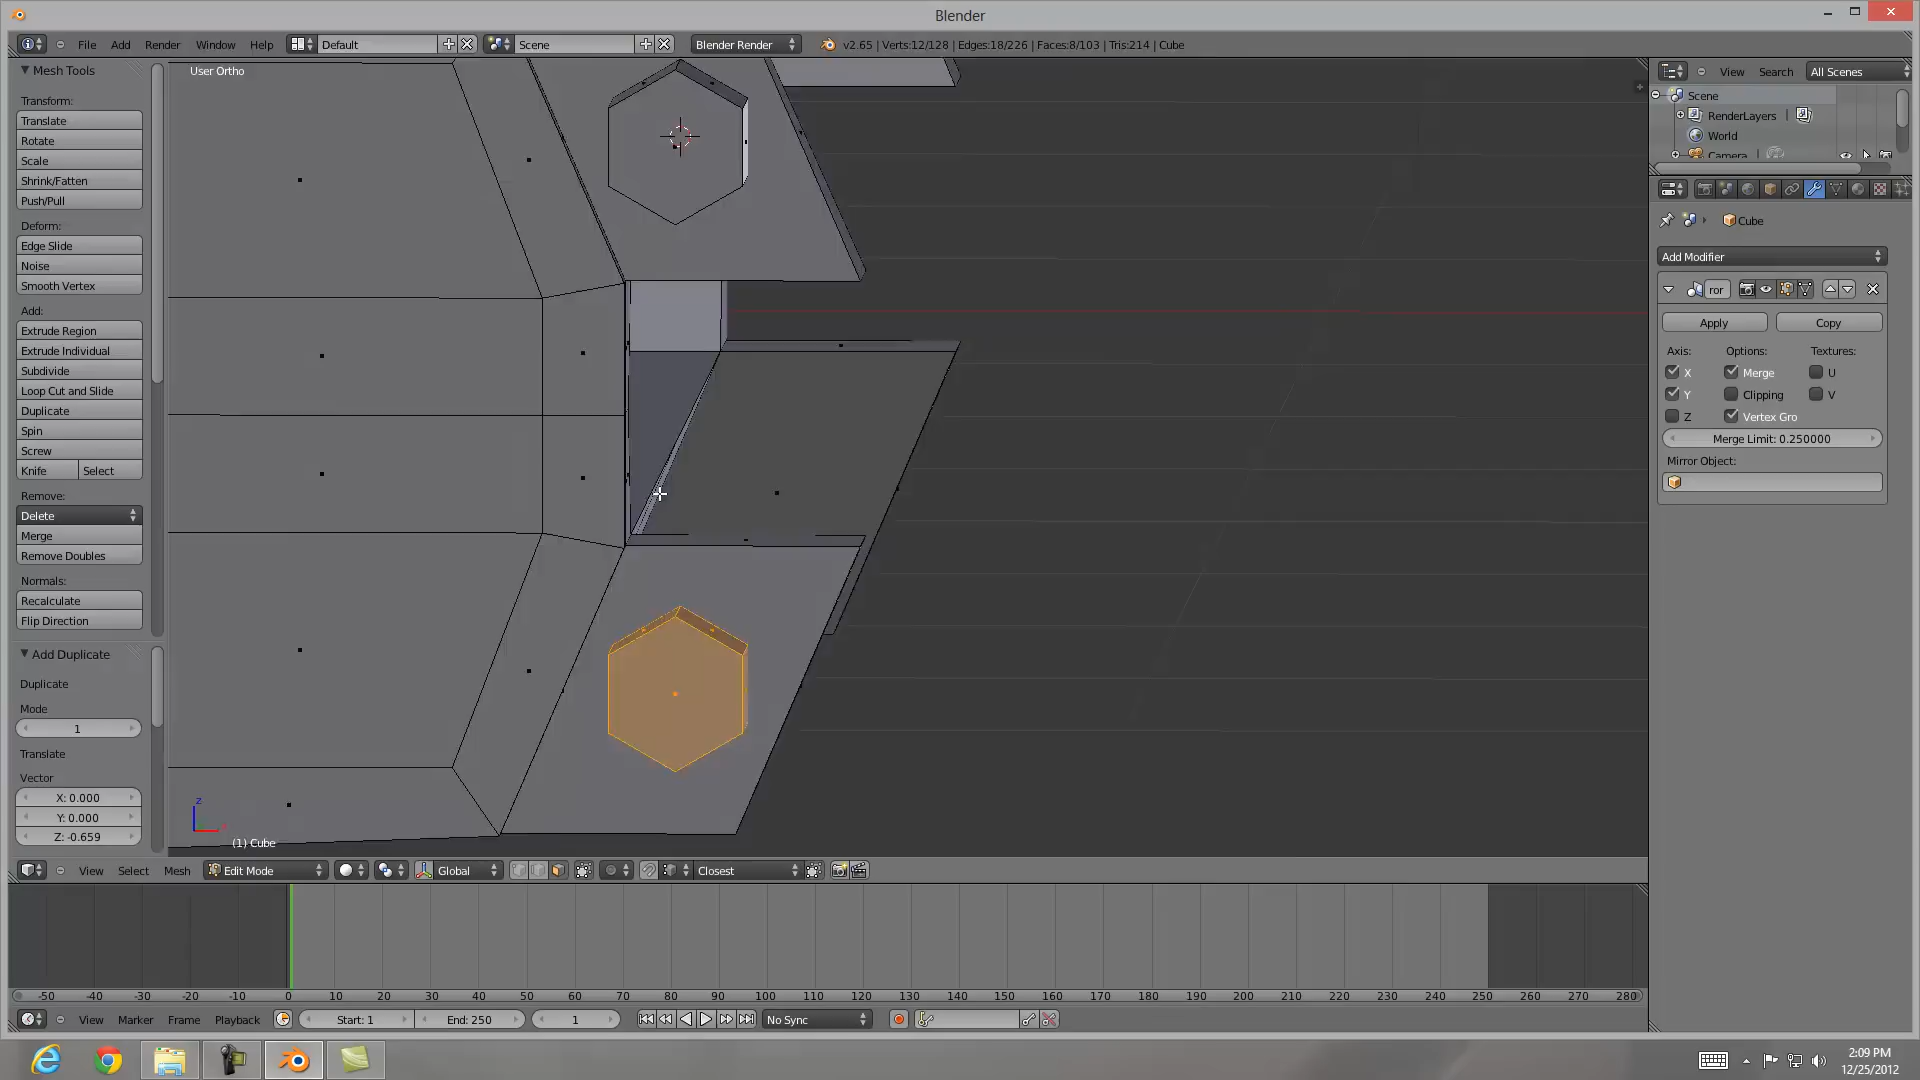 Blender
File Add Render Window Help Default Scene Blender Render v2.65 | Verts:12/128 | Edges:18/226 | Faces:8/103 | Tris:214 | Cube
View Search All Scenes
Mesh Tools
User Ortho
Scene
Transform:
RenderLayers
Translate
World
Rotate
Camera
Scale
Shrink/Fatten
Push/Pull
Cube
Deform:
Edge Slide
Add Modifier
Noise
Smooth Vertex
ror
Add:
Apply Copy
Extrude Region
Extrude Individual
Axis: Options: Textures:
Subdivide
X Merge U
Loop Cut and Slide
Y Clipping V
Duplicate
Z Vertex Gro
Spin
Merge Limit: 0.250000
Screw
Mirror Object:
Knife Select
Remove:
Delete
Merge
Remove Doubles
Normals:
Recalculate
Flip Direction
Add Duplicate
Duplicate
Mode
1
Translate
Vector
X: 0.000
Y: 0.000
Z: -0.659
z
(1) Cube
View Select Mesh Edit Mode Global Closest
-50 -40 -30 -20 -10 0 10 20 30 40 50 60 70 80 90 100 110 120 130 140 150 160 170 180 190 200 210 220 230 240 250 260 270 280
View Marker Frame Playback Start: 1 End: 250 1 No Sync
2:09 PM
12/25/2012